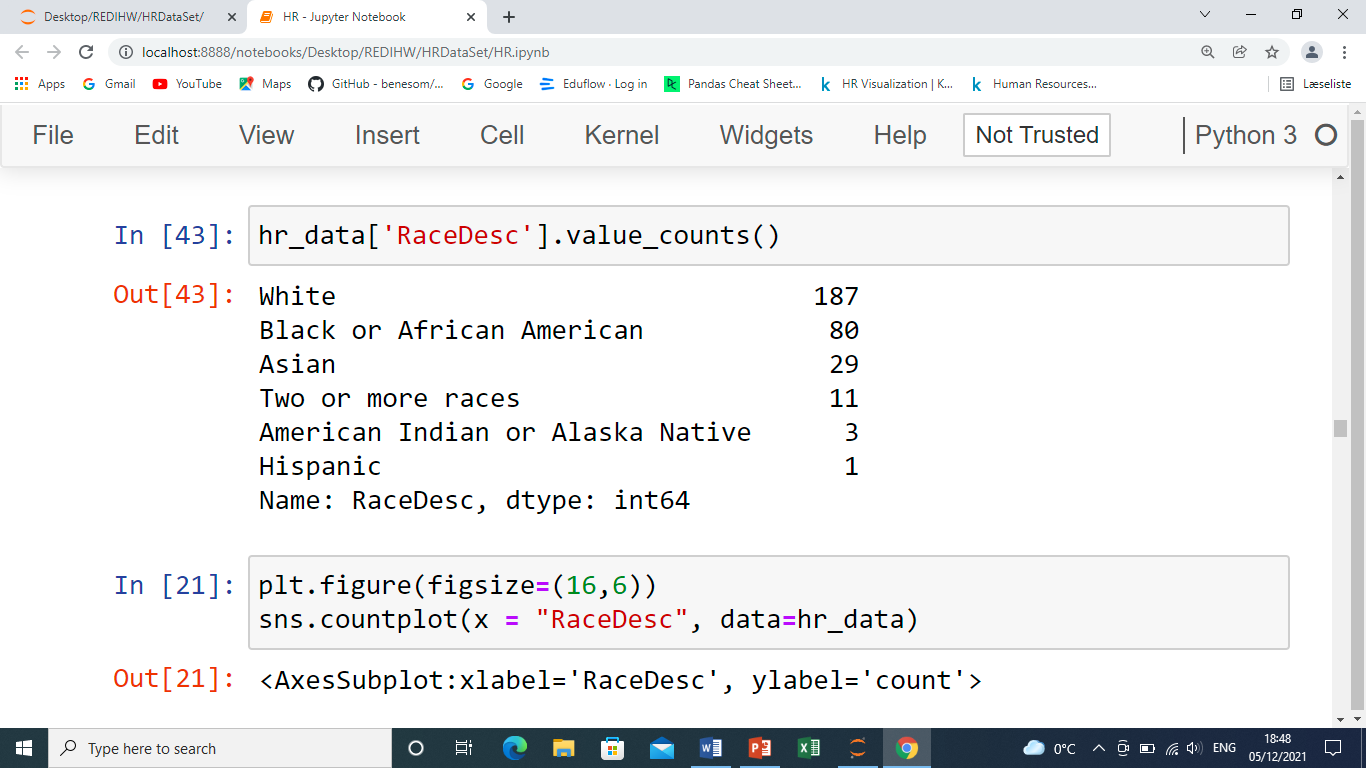 Desktop/REDIHW/HRDataSet/
HR - Jupyter Notebook
localhost:8888/notebooks/Desktop/REDIHW/HRDataSet/HR.ipynb
Apps Gmail YouTube Maps GitHub - benesom/... Google Eduflow · Log in Pandas Cheat Sheet... HR Visualization | K... Human Resources... Læseliste
File Edit View Insert Cell Kernel Widgets Help Not Trusted Python 3
In [43]: hr_data['RaceDesc'].value_counts()
Out[43]: White 187
Black or African American 80
Asian 29
Two or more races 11
American Indian or Alaska Native 3
Hispanic 1
Name: RaceDesc, dtype: int64
In [21]: plt.figure(figsize=(16,6))
sns.countplot(x = "RaceDesc", data=hr_data)
Out[21]: <AxesSubplot:xlabel='RaceDesc', ylabel='count'>
Type here to search
0°C
ENG
18:48
05/12/2021